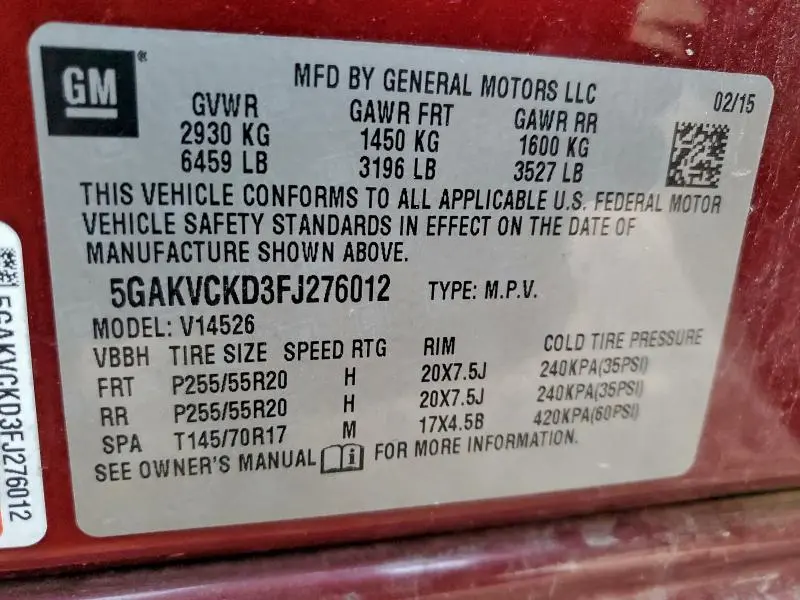 GM
MFD BY GENERAL MOTORS LLC
02/15
GVWR GAWR FRT GAWR RR
2930 KG 1450 KG 1600 KG
6459 LB 3196 LB 3527 LB
THIS VEHICLE CONFORMS TO ALL APPLICABLE U.S. FEDERAL MOTOR
VEHICLE SAFETY STANDARDS IN EFFECT ON THE DATE OF
MANUFACTURE SHOWN ABOVE.
5GAKVCKD3FJ276012 TYPE: M.P.V.
MODEL: V14526
VBBH TIRE SIZE SPEED RTG RIM COLD TIRE PRESSURE
FRT P255/55R20 H 20X7.5J 240KPA(35PSI)
RR P255/55R20 H 20X7.5J 240KPA(35PSI)
SPA T145/70R17 M 17X4.5B 420KPA(60PSI)
SEE OWNER'S MANUAL i FOR MORE INFORMATION.
5GAKVCKD3FJ276012